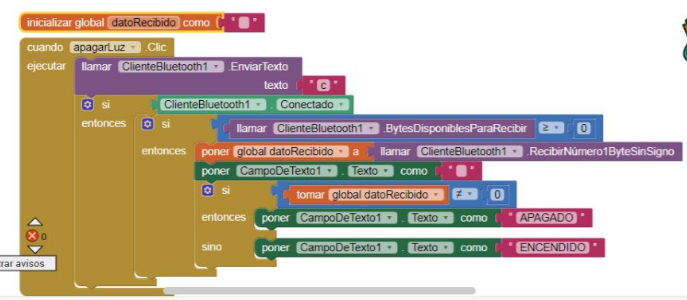 inicializar global datoRecibido como " "
cuando apagarLuz .Clic
ejecutar llamar ClienteBluetooth1 .EnviarTexto
texto " c "
si ClienteBluetooth1 . Conectado
entonces si llamar ClienteBluetooth1 .BytesDisponiblesParaRecibir ≥ 0
entonces poner global datoRecibido a llamar ClienteBluetooth1 .RecibirNúmero1ByteSinSigno
poner CampoDeTexto1 . Texto como " "
si tomar global datoRecibido ≠ 0
entonces poner CampoDeTexto1 . Texto como " APAGADO "
sino poner CampoDeTexto1 . Texto como " ENCENDIDO "
0
rar avisos